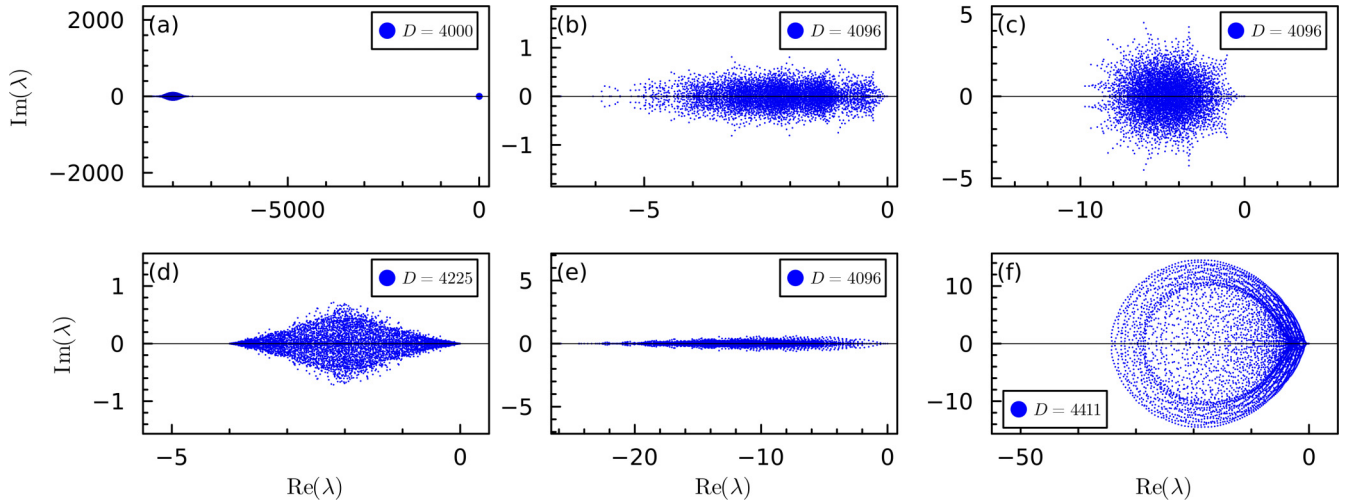 (a)
D = 4000
2000
0
−2000
Im(λ)
−5000
0
(b)
D = 4096
1
0
−1
−5
0
(c)
D = 4096
5
0
−5
−10
0
(d)
D = 4225
1
0
−1
Im(λ)
−5
0
Re(λ)
(e)
D = 4096
5
0
−5
−20
−10
0
Re(λ)
(f)
D = 4411
10
0
−10
−50
0
Re(λ)